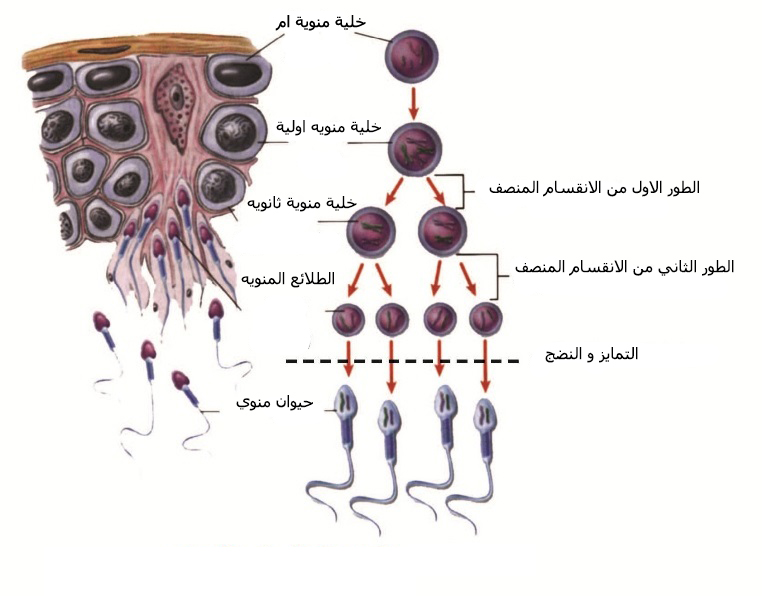 خلية منوية ام
خلية منويه اولية
الطور الاول من الانقسام المنصف
خلية منوية ثانويه
الطور الثاني من الانقسام المنصف
الطلائع المنويه
التمايز و النضج
حيوان منوي